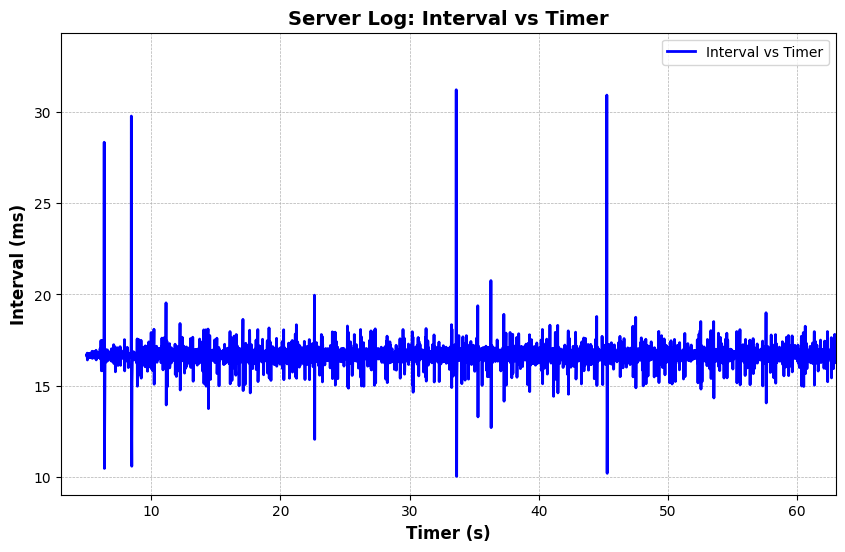 Server Log: Interval vs Timer
Interval vs Timer
30
25
20
15
10
Interval (ms)
10 20 30 40 50 60
Timer (s)